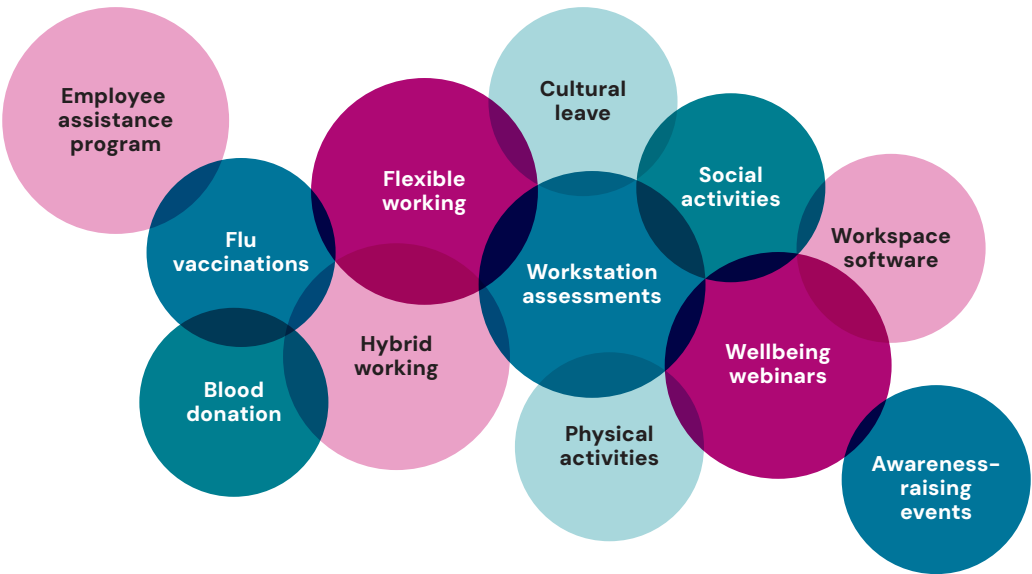 Employee
assistance
program
Cultural
leave
Flexible
working
Social
activities
Flu
vaccinations
Workspace
software
Workstation
assessments
Hybrid
working
Wellbeing
webinars
Blood
donation
Physical
activities
Awareness-
raising
events